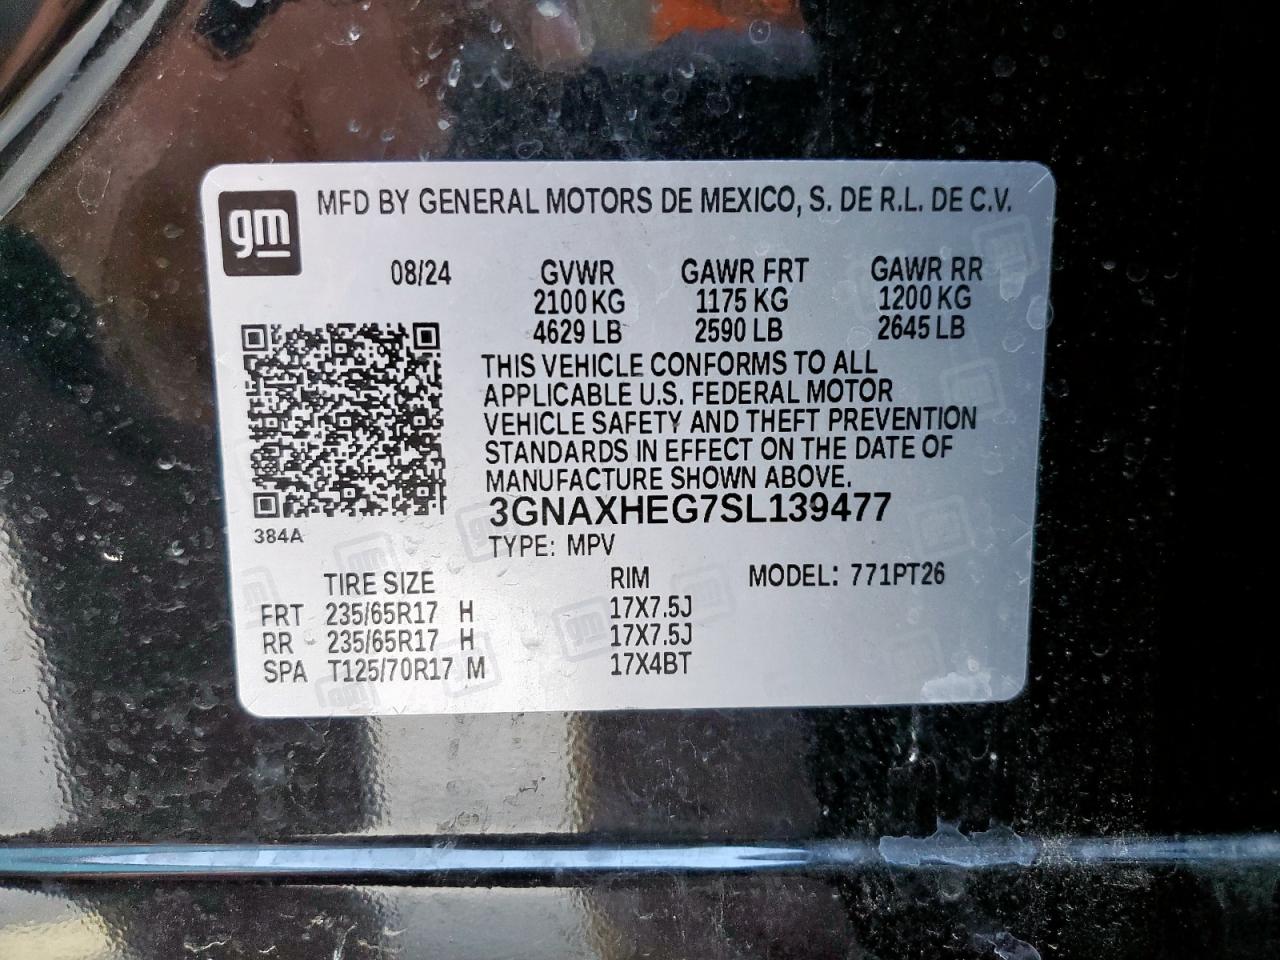 gm
MFD BY GENERAL MOTORS DE MEXICO, S. DE R.L. DE C.V.
08/24 GVWR GAWR FRT GAWR RR
2100 KG 1175 KG 1200 KG
4629 LB 2590 LB 2645 LB
THIS VEHICLE CONFORMS TO ALL
APPLICABLE U.S. FEDERAL MOTOR
VEHICLE SAFETY AND THEFT PREVENTION
STANDARDS IN EFFECT ON THE DATE OF
MANUFACTURE SHOWN ABOVE.
3GNAXHEG7SL139477
384A
TYPE: MPV
TIRE SIZE RIM MODEL: 771PT26
FRT 235/65R17 H 17X7.5J
RR 235/65R17 H 17X7.5J
SPA T125/70R17 M 17X4BT